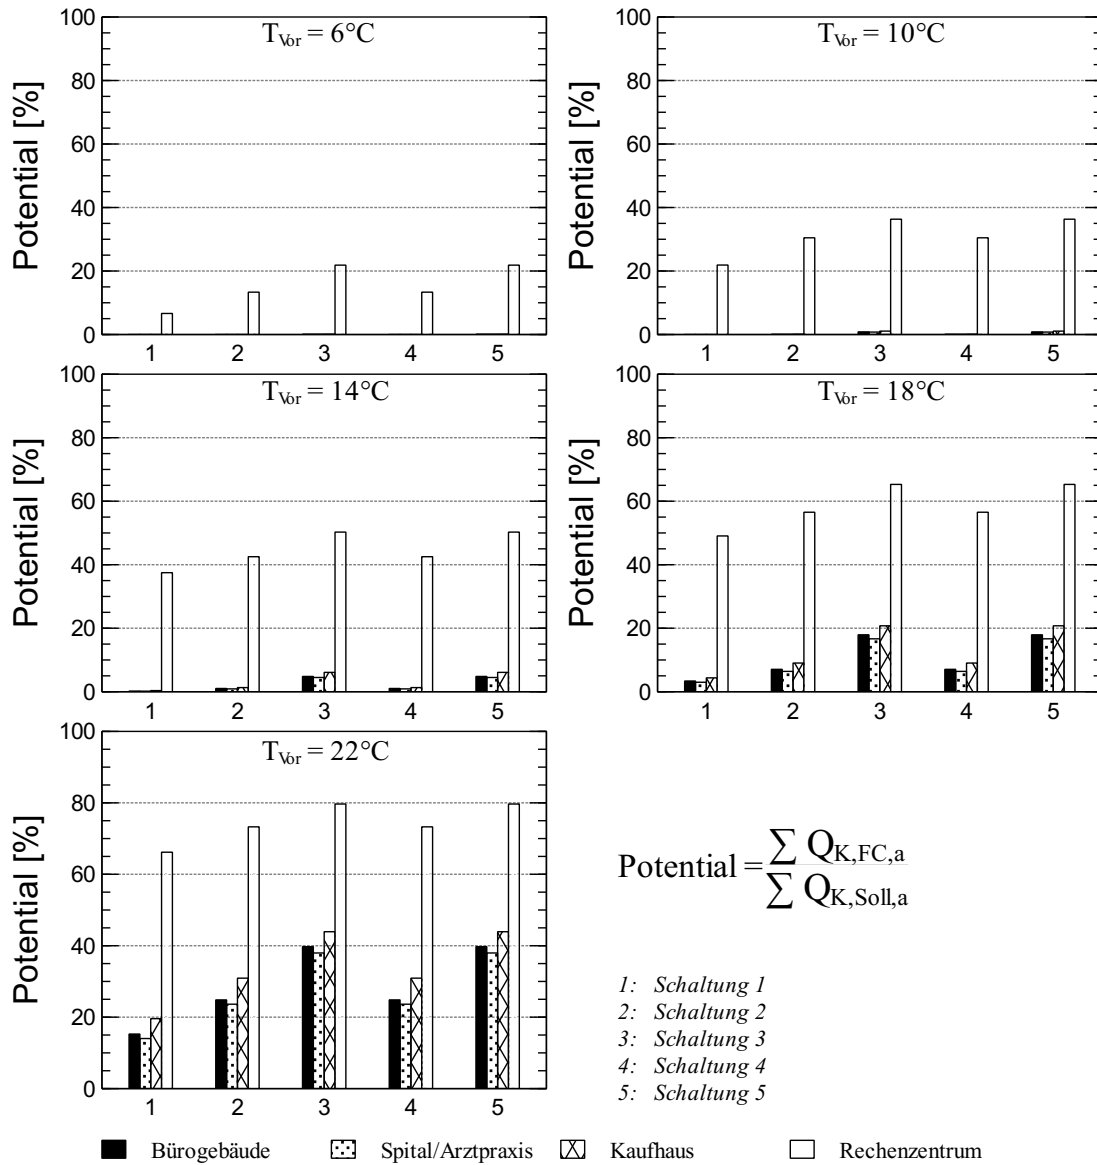 T_Vor = 6°C
Potential [%]
100
80
60
40
20
0
1 2 3 4 5
T_Vor = 10°C
Potential [%]
100
80
60
40
20
0
1 2 3 4 5
T_Vor = 14°C
Potential [%]
100
80
60
40
20
0
1 2 3 4 5
T_Vor = 18°C
Potential [%]
100
80
60
40
20
0
1 2 3 4 5
T_Vor = 22°C
Potential [%]
100
80
60
40
20
0
1 2 3 4 5
Potential = ∑ Q_K,FC,a / ∑ Q_K,Soll,a
1: Schaltung 1
2: Schaltung 2
3: Schaltung 3
4: Schaltung 4
5: Schaltung 5
Bürogebäude Spital/Arztpraxis Kaufhaus Rechenzentrum